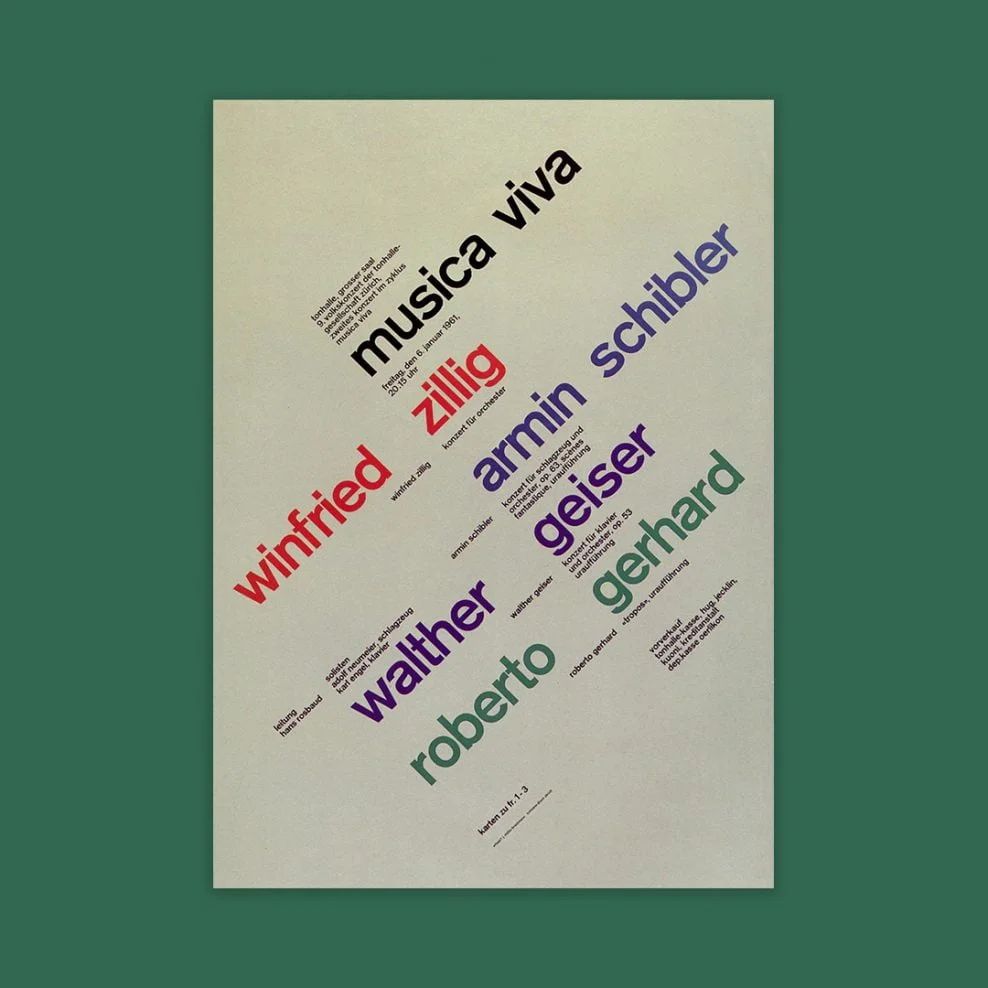 tonhalle, grosser saal
9. volkskonzert der tonhalle-
gesellschaft zürich,
zweites konzert im zyklus
musica viva
musica viva
freitag, den 6. januar 1961,
20.15 uhr
winfried zillig
winfried zillig
konzert für orchester
armin schibler
armin schibler
konzert für schlagzeug und
orchester, op. 63, scènes
fantastique, uraufführung
walther geiser
walther geiser
konzert für klavier
und orchester, op. 53
uraufführung
roberto gerhard
roberto gerhard
«tropos», uraufführung
leitung
hans rosbaud
solisten
adolf neumeier, schlagzeug
karl engel, klavier
vorverkauf
tonhalle-kasse, hug, jecklin,
kuoni, kreditanstalt
dep.kasse oerlikon
karten zu fr. 1-3